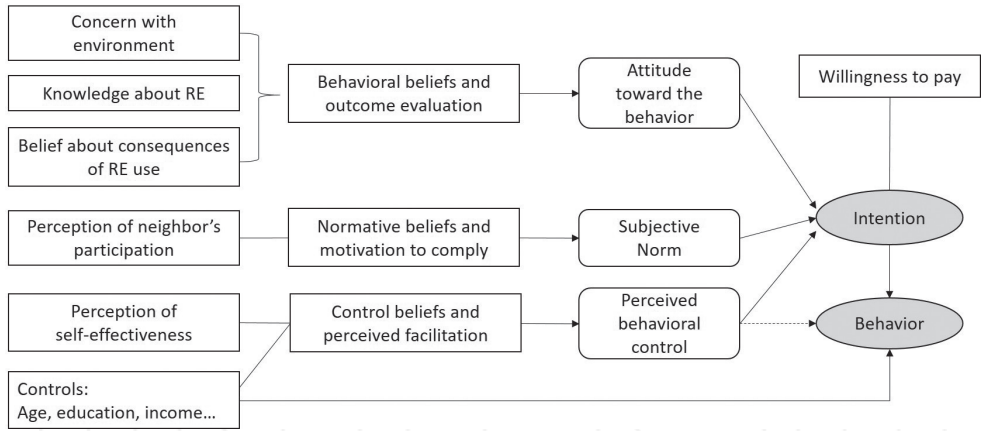 Concern with
environment
Knowledge about RE
Belief about consequences
of RE use
Behavioral beliefs and
outcome evaluation
Attitude
toward the
behavior
Willingness to pay
Perception of neighbor's
participation
Normative beliefs and
motivation to comply
Subjective
Norm
Intention
Perception of
self-effectiveness
Control beliefs and
perceived facilitation
Perceived
behavioral
control
Behavior
Controls:
Age, education, income...